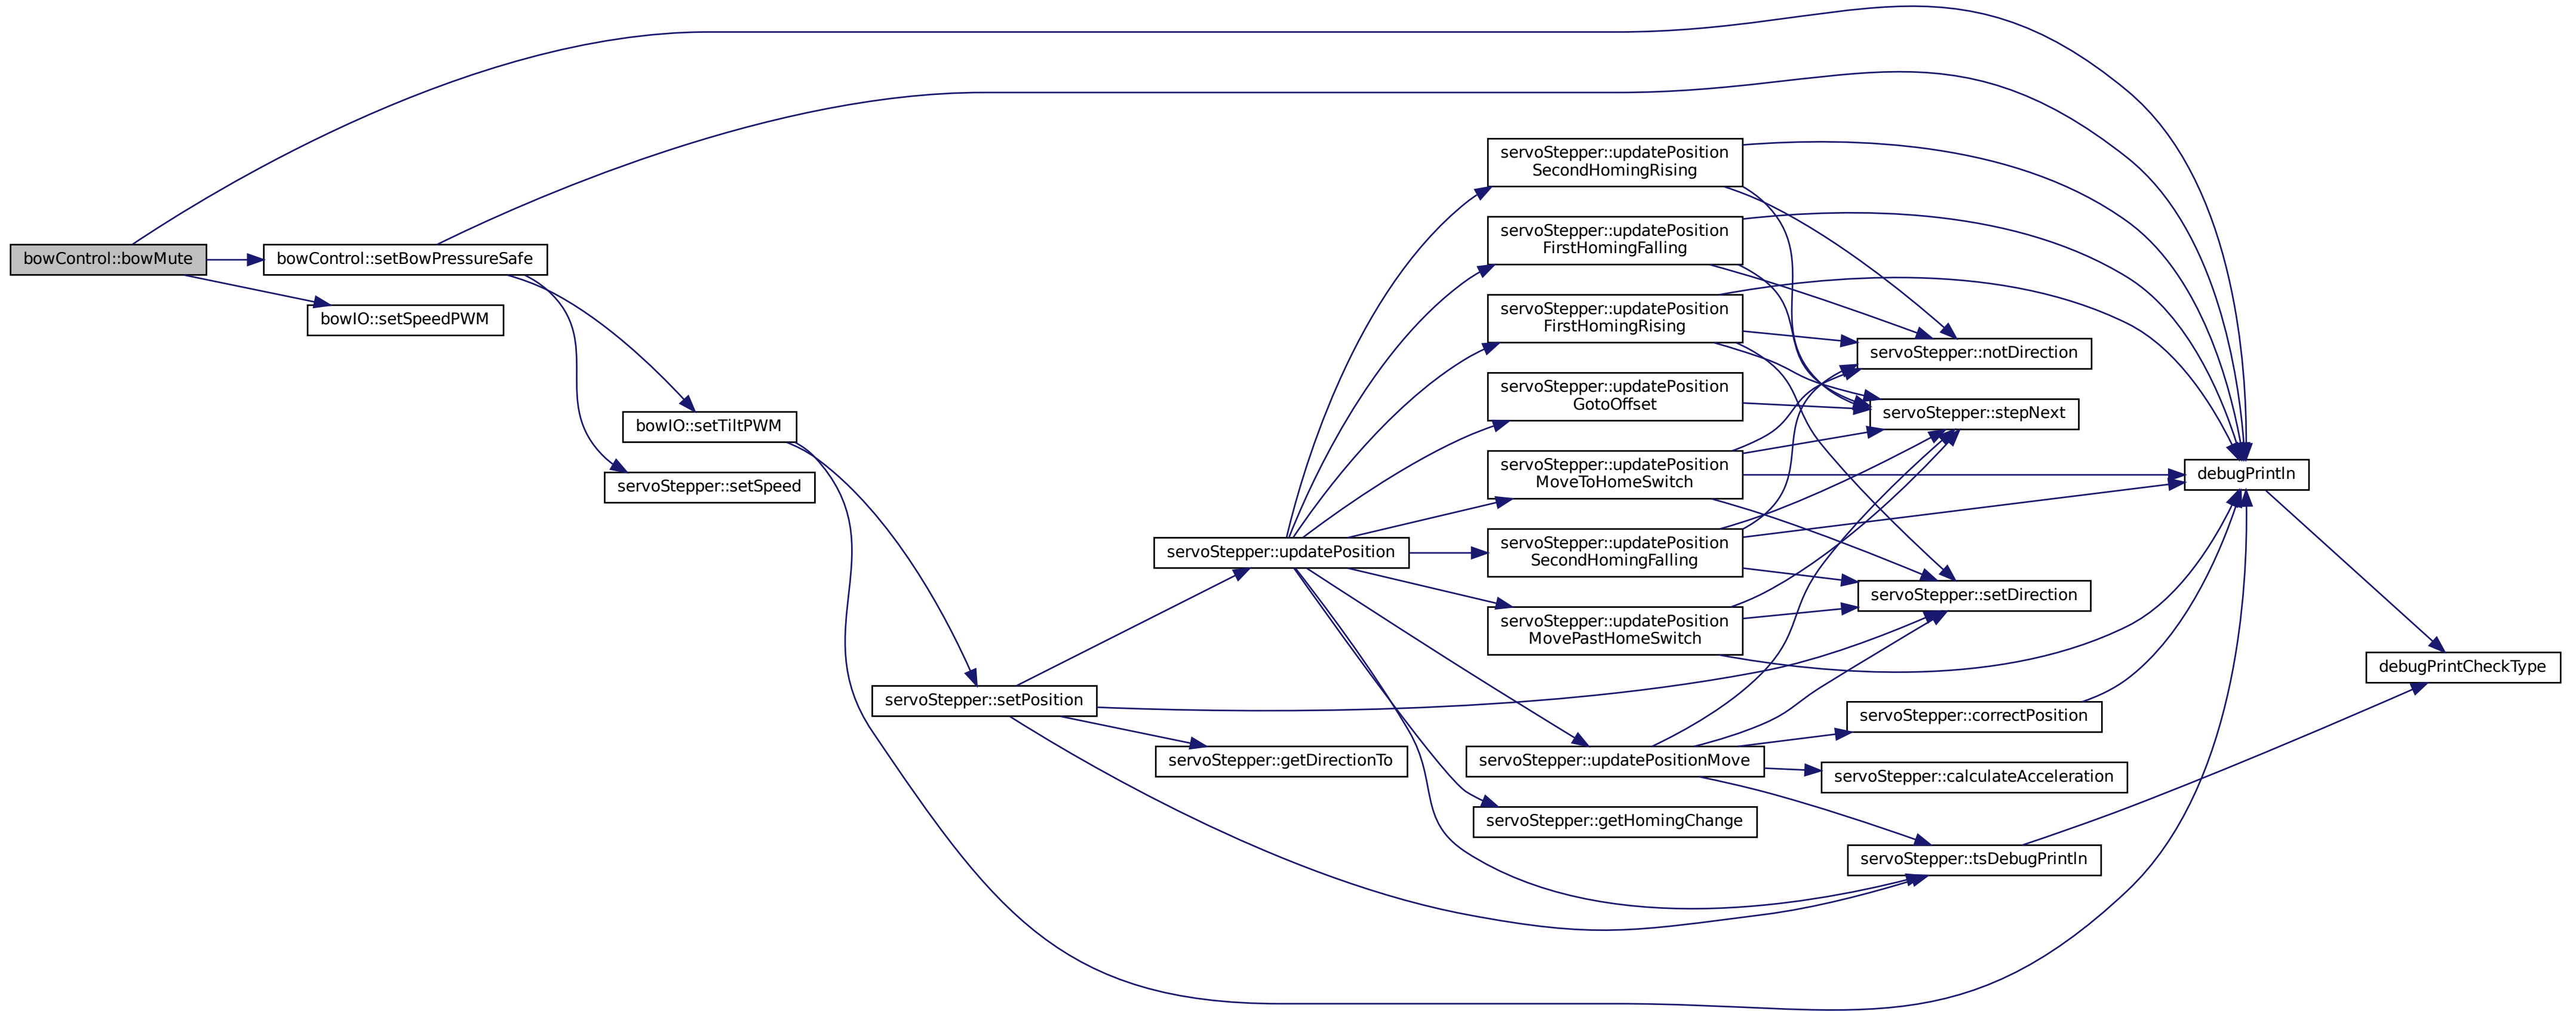 bowControl::bowMute
bowControl::setBowPressureSafe
bowIO::setSpeedPWM
bowIO::setTiltPWM
servoStepper::setSpeed
servoStepper::setPosition
servoStepper::updatePosition
servoStepper::getDirectionTo
servoStepper::updatePosition
SecondHomingRising
servoStepper::updatePosition
FirstHomingFalling
servoStepper::updatePosition
FirstHomingRising
servoStepper::updatePosition
GotoOffset
servoStepper::updatePosition
MoveToHomeSwitch
servoStepper::updatePosition
SecondHomingFalling
servoStepper::updatePosition
MovePastHomeSwitch
servoStepper::updatePositionMove
servoStepper::getHomingChange
servoStepper::notDirection
servoStepper::stepNext
servoStepper::setDirection
servoStepper::correctPosition
servoStepper::calculateAcceleration
servoStepper::tsDebugPrintln
debugPrintln
debugPrintCheckType